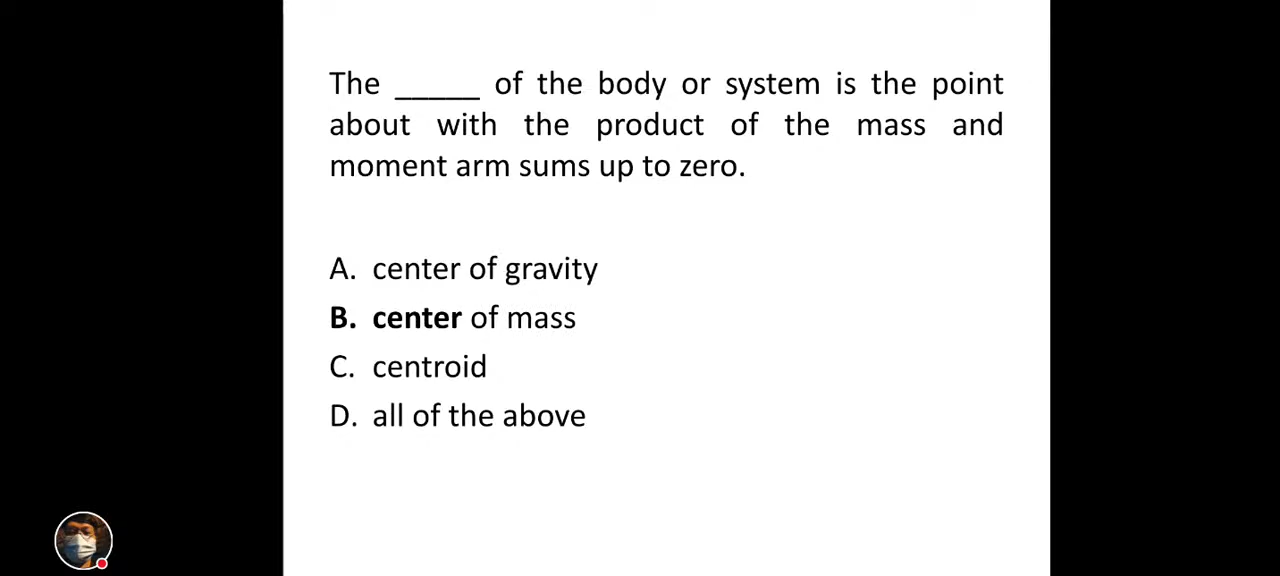 The _____ of the body or system is the point
about with the product of the mass and
moment arm sums up to zero.
A. center of gravity
B. center of mass
C. centroid
D. all of the above